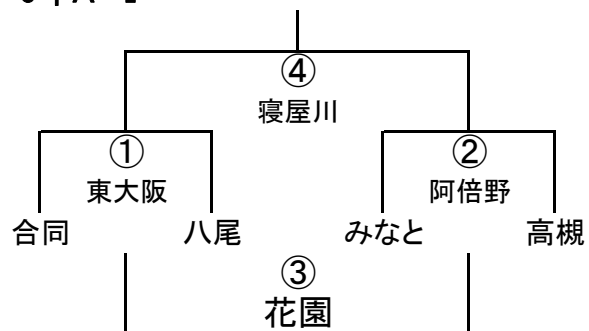 ④
寝屋川
① ②
東大阪 阿倍野
合同 八尾 みなと 高槻
③
花園